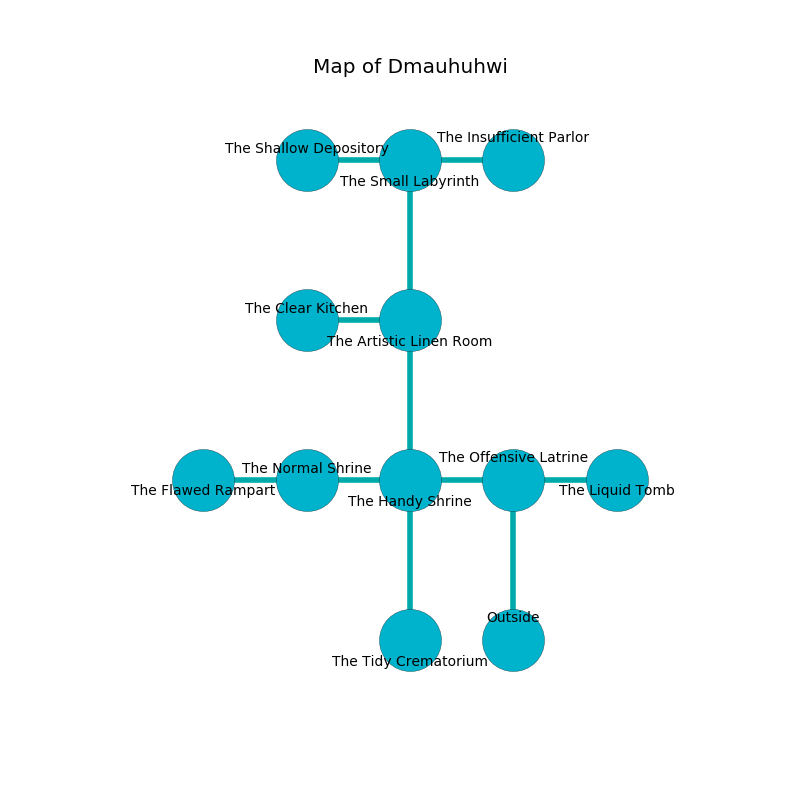 Map of Dmauhuhwi
The Insufficient Parlor
The Shallow Depository
The Small Labyrinth
The Clear Kitchen
The Artistic Linen Room
The Offensive Latrine
The Normal Shrine
The Flawed Rampart
The Liquid Tomb
The Handy Shrine
Outside
The Tidy Crematorium